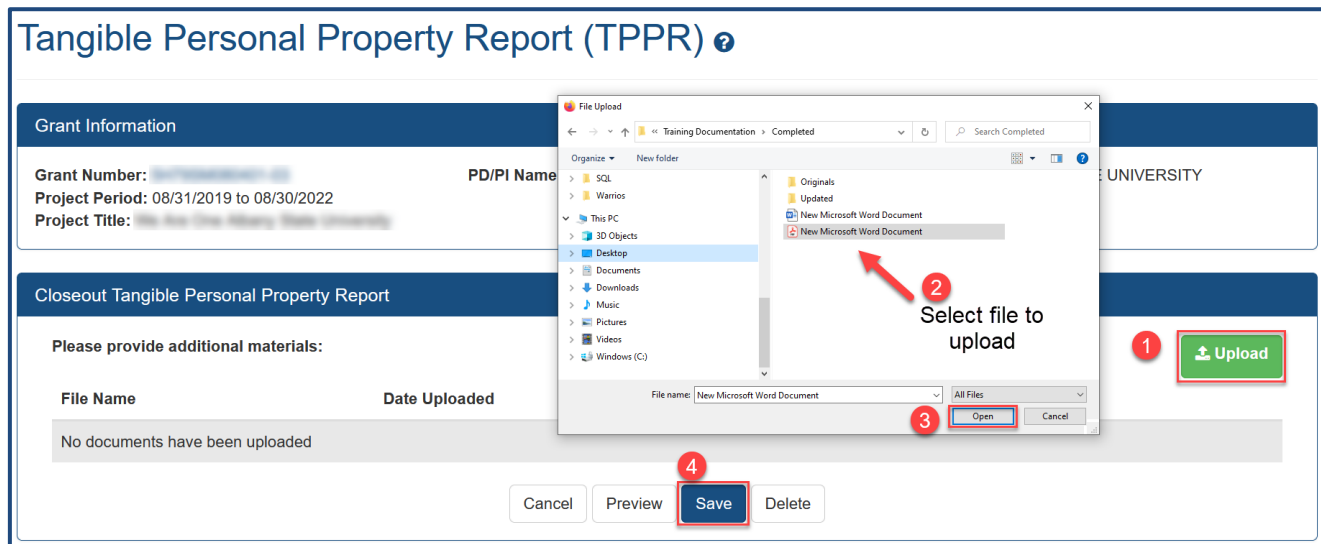 Tangible Personal Property Report (TPPR)
Grant Information
Grant Number:
PD/PI Name
UNIVERSITY
Project Period: 08/31/2019 to 08/30/2022
Project Title:
Closeout Tangible Personal Property Report
Please provide additional materials:
1
Upload
File Name Date Uploaded
No documents have been uploaded
4
Cancel Preview Save Delete
File Upload
« Training Documentation › Completed
Search Completed
Organize New folder
SQL
Warrios
This PC
3D Objects
Desktop
Documents
Downloads
Music
Pictures
Videos
Windows (C:)
Originals
Updated
New Microsoft Word Document
New Microsoft Word Document
2
Select file to
upload
File name: New Microsoft Word Document All Files
3
Open Cancel